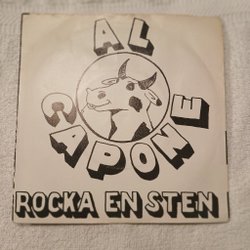 AL
CAPONE
ROCKA EN STEN